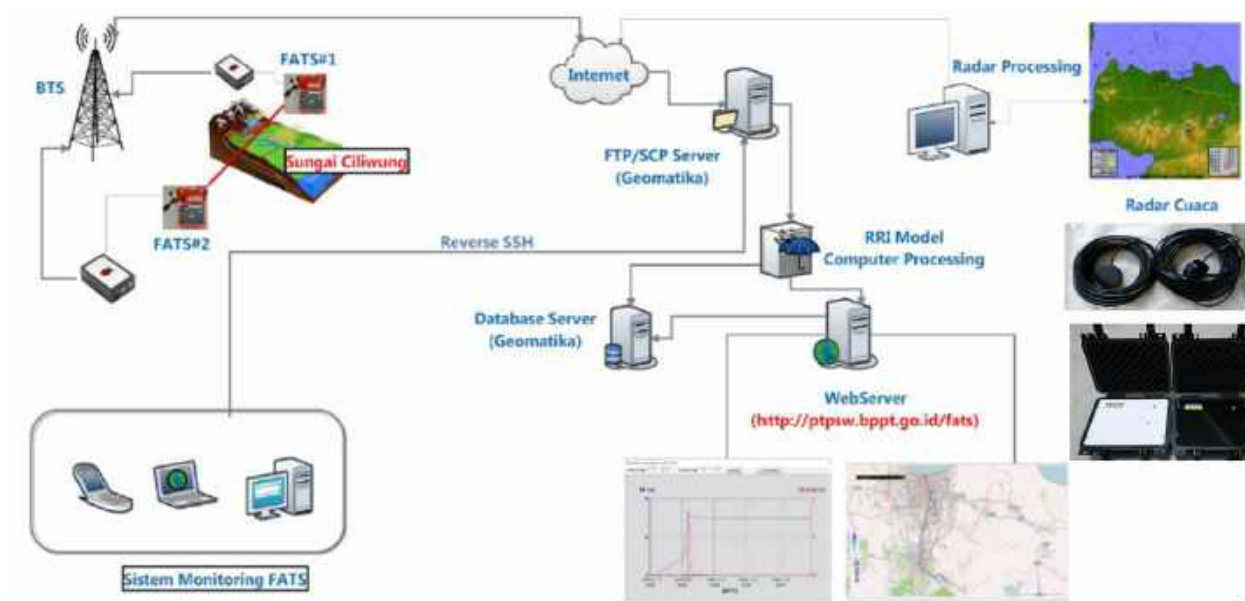 FATS#1
BTS
Internet
Radar Processing
Sungai Ciliwung
FTP/SCP Server
(Geomatika)
Radar Cuaca
FATS#2
Reverse SSH
RRI Model
Computer Processing
Database Server
(Geomatika)
WebServer
(http://ptpsw.bppt.go.id/fats)
Sistem Monitoring FATS